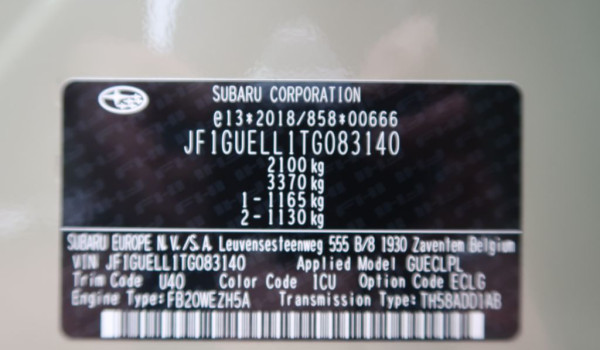 SUBARU CORPORATION
e13*2018/858*00666
JF1GUELL1TG083140
2100 kg
3370 kg
1 - 1165 kg
2 - 1130 kg
SUBARU EUROPE N.V./S.A. Leuvensesteenweg 555 B/8 1930 Zaventem Belgium
VIN JF1GUELL1TG083140 Applied Model GUECLPL
Trim Code U40 Color Code 1CU Option Code ECLG
Engine Type:FB20WEZH5A Transmission Type:TH58ADD1AB